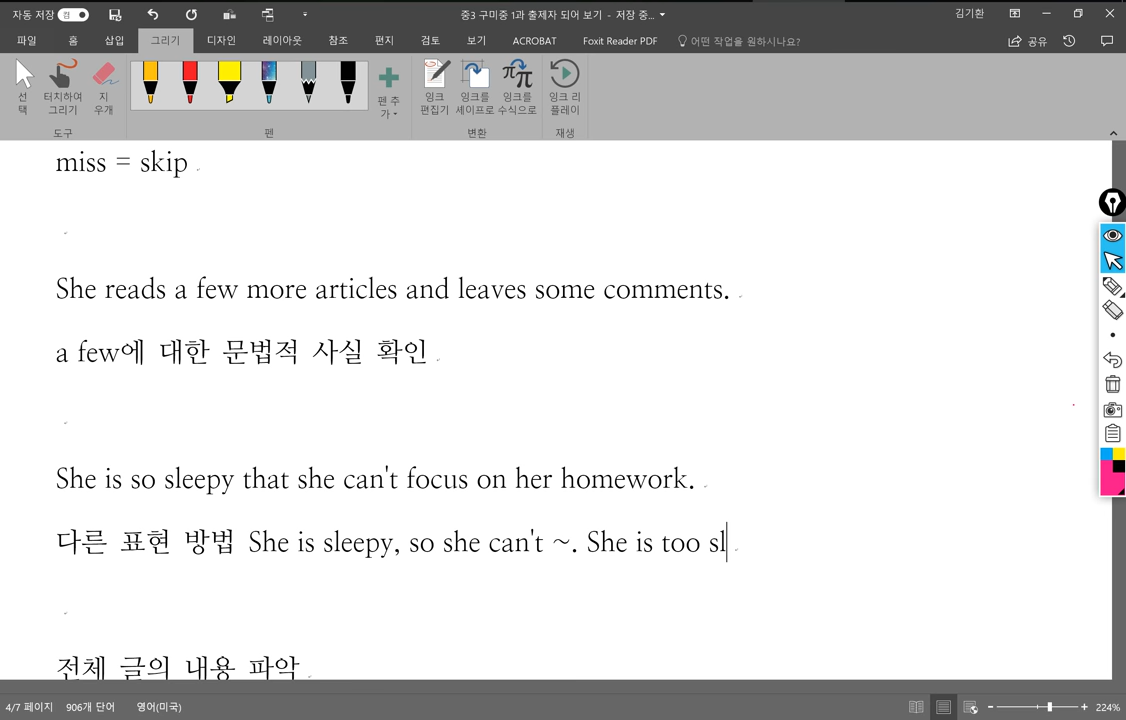 자동 저장 켬
중3 구미중 1과 출제자 되어 보기 - 저장 중...
김기환
파일 홈 삽입 그리기 디자인 레이아웃 참조 편지 검토 보기 ACROBAT Foxit Reader PDF 어떤 작업을 원하시나요? 공유
선택
터치하여 그리기
지우개
펜 추가
잉크 편집기
잉크를 셰이프로
잉크를 수식으로
잉크 리플레이
도구 펜 변환 재생
miss = skip
She reads a few more articles and leaves some comments.
a few에 대한 문법적 사실 확인
She is so sleepy that she can't focus on her homework.
다른 표현 방법 She is sleepy, so she can't ~. She is too sl
전체 글의 내용 파악
4/7 페이지 906개 단어 영어(미국) 224%